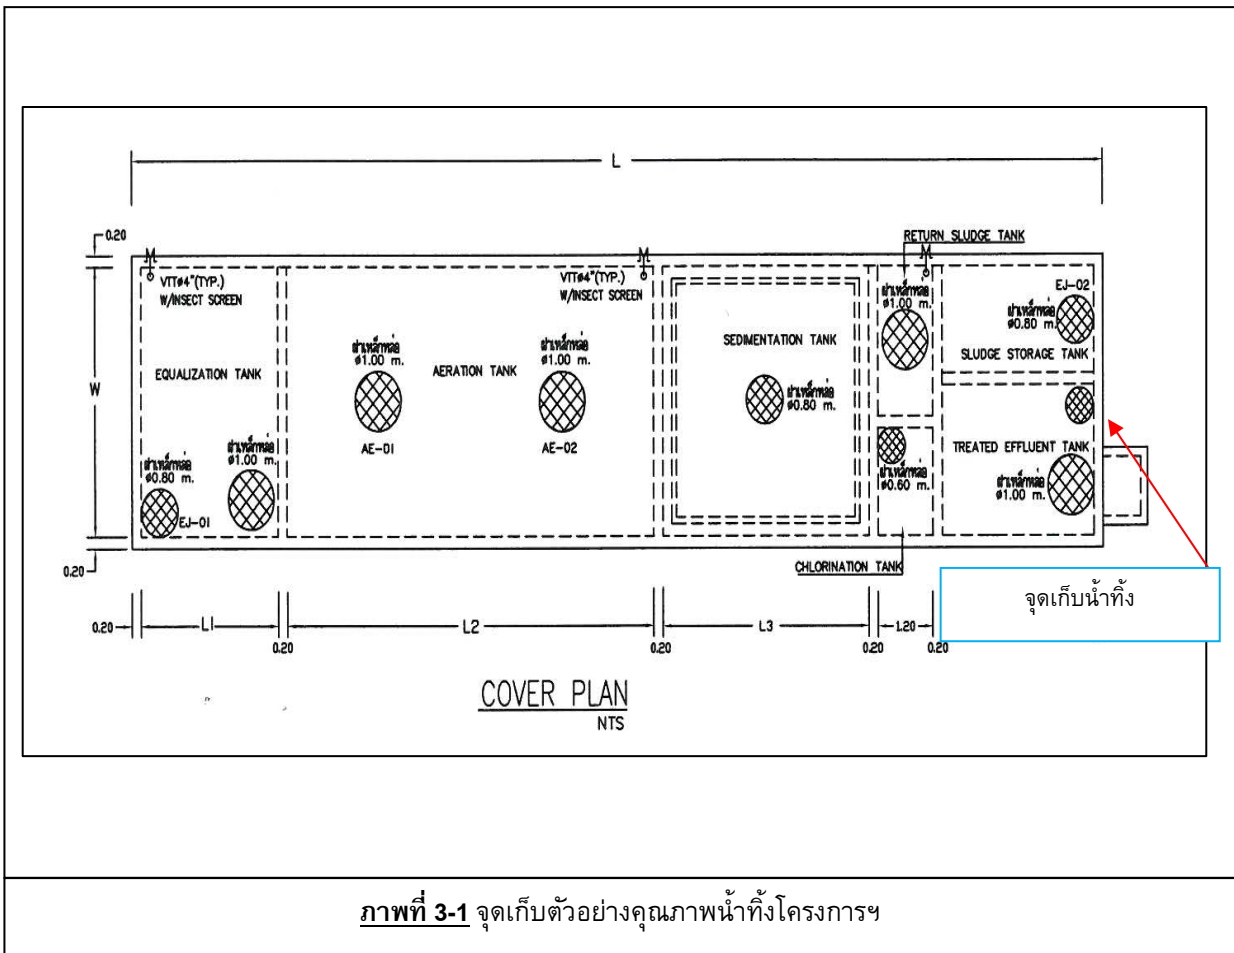 L
0.20
RETURN SLUDGE TANK
VTTø4"(TYP.)
W/INSECT SCREEN
VTTø4"(TYP.)
W/INSECT SCREEN
ฝาเหล็กหล่อ
ø1.00 m.
EJ-02
ฝาเหล็กหล่อ
ø0.80 m.
SLUDGE STORAGE TANK
ฝาเหล็กหล่อ
ø1.00 m.
ฝาเหล็กหล่อ
ø1.00 m.
SEDIMENTATION TANK
EQUALIZATION TANK
AERATION TANK
W
ฝาเหล็กหล่อ
ø0.80 m.
AE-01
AE-02
ฝาเหล็กหล่อ
ø1.00 m.
ฝาเหล็กหล่อ
ø0.80 m.
EJ-01
ฝาเหล็กหล่อ
ø0.60 m.
TREATED EFFLUENT TANK
ฝาเหล็กหล่อ
ø1.00 m.
0.20
CHLORINATION TANK
จุดเก็บน้ำทิ้ง
0.20
L1
0.20
L2
0.20
L3
0.20
1.20
0.20
COVER PLAN
NTS
ภาพที่ 3-1 จุดเก็บตัวอย่างคุณภาพน้ำทิ้งโครงการฯ